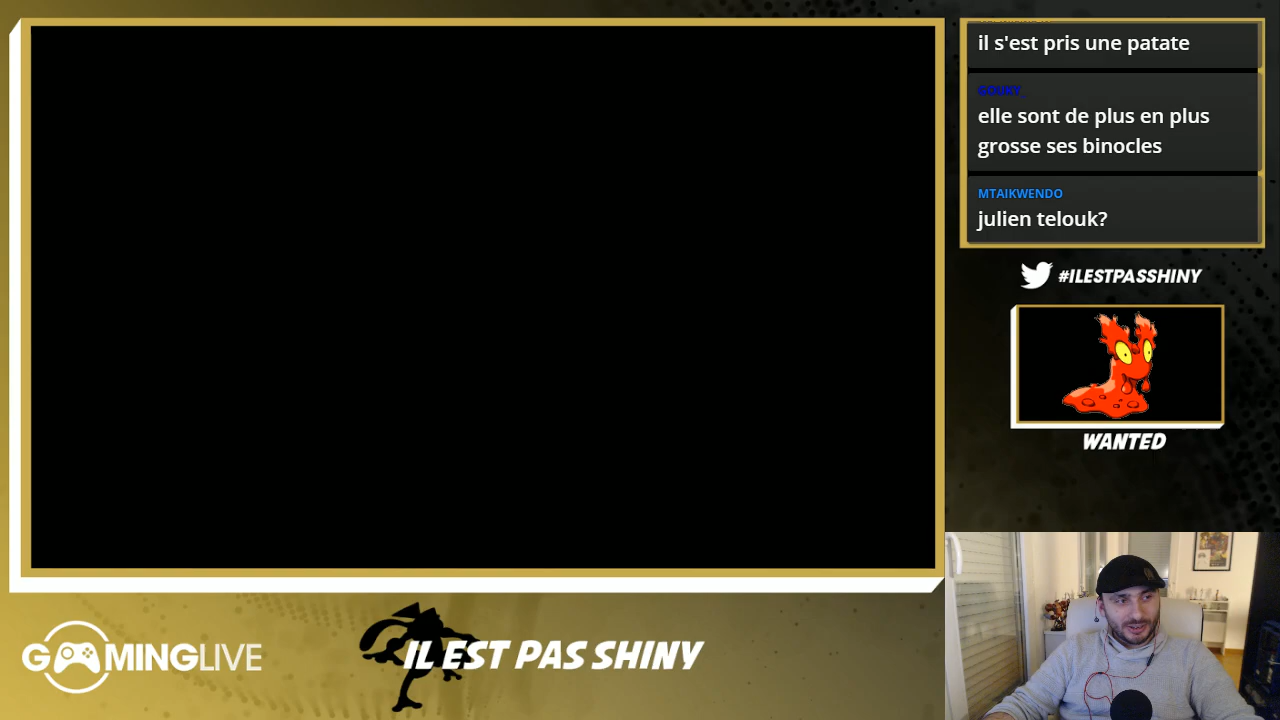 il s'est pris une patate
GOUKY_
elle sont de plus en plus
grosse ses binocles
MTAIKWENDO
julien telouk?
#ILESTPASSHINY
WANTED
GAMINGLIVE
IL EST PAS SHINY